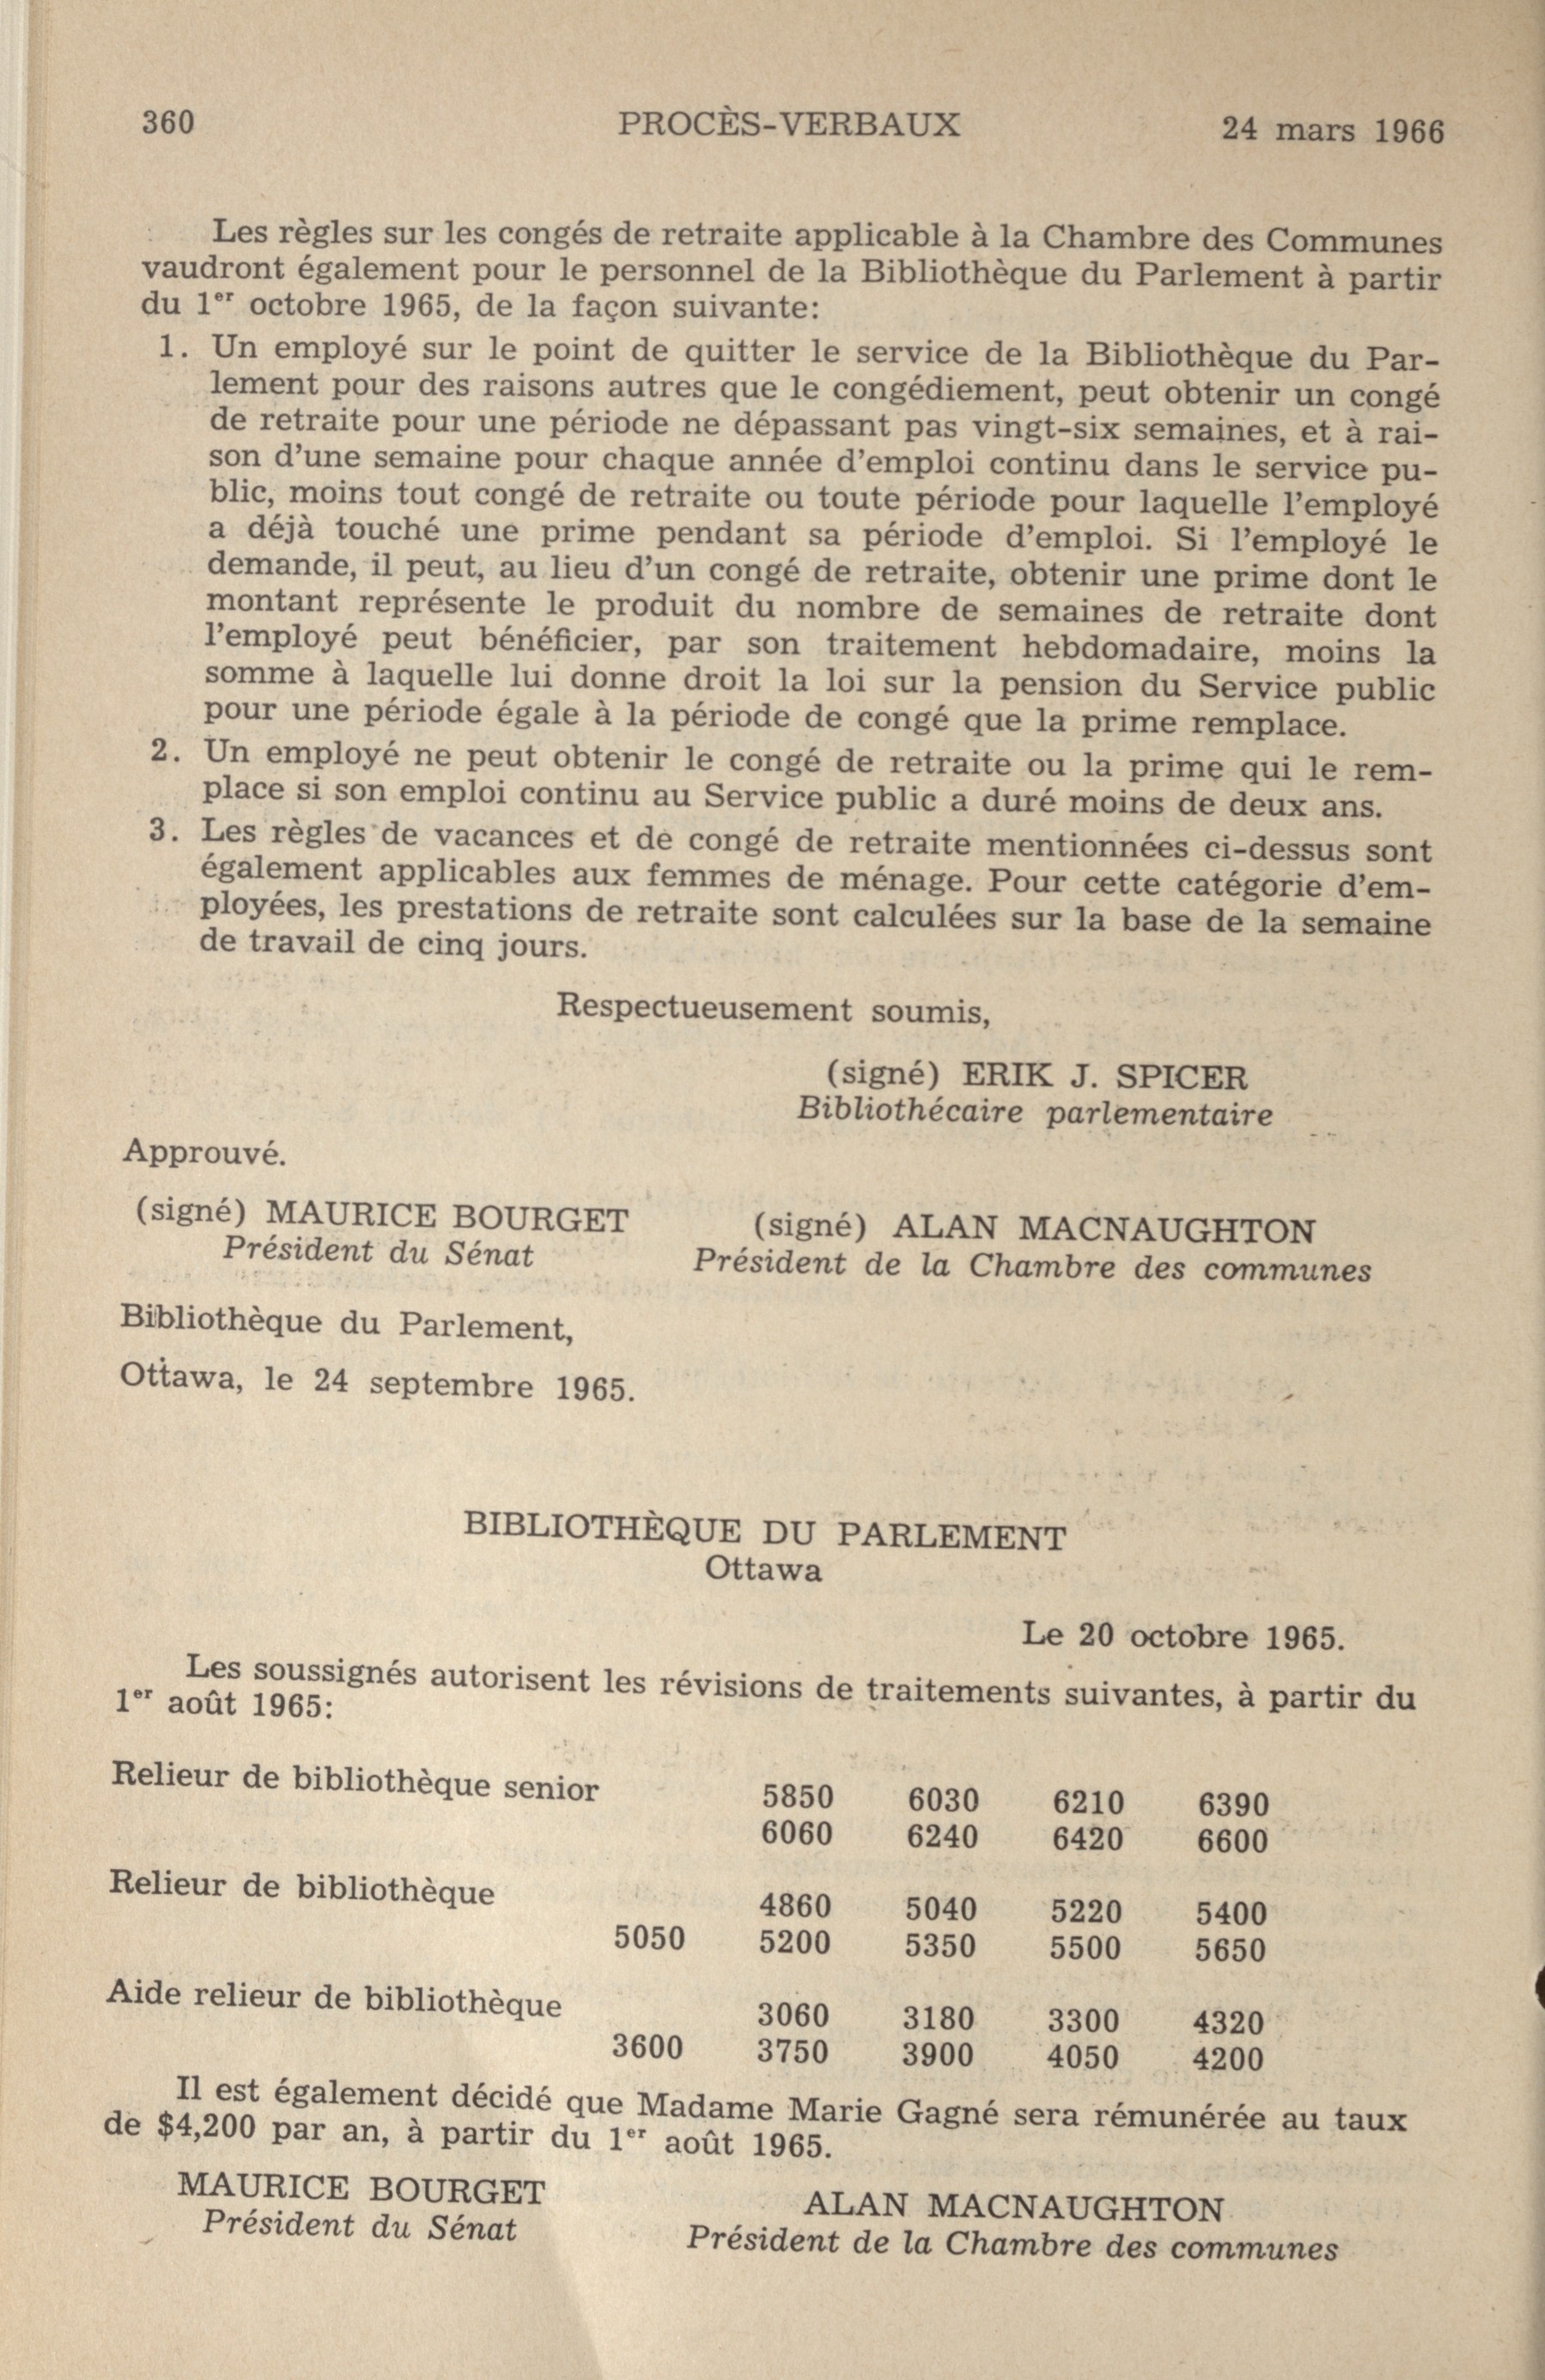 360 PROCÈS-VERBAUX 24 mars 1966
Les règles sur les congés de retraite applicable à la Chambre des Communes
vaudront également pour le personnel de la Bibliothèque du Parlement à partir
du 1er octobre 1965, de la façon suivante:
1. Un employé sur le point de quitter le service de la Bibliothèque du Par-
lement pour des raisons autres que le congédiement, peut obtenir un congé
de retraite pour une période ne dépassant pas vingt-six semaines, et à rai-
son d'une semaine pour chaque année d'emploi continu dans le service pu-
blic, moins tout congé de retraite ou toute période pour laquelle l'employé
a déjà touché une prime pendant sa période d'emploi. Si l'employé le
demande, il peut, au lieu d'un congé de retraite, obtenir une prime dont le
montant représente le produit du nombre de semaines de retraite dont
l'employé peut bénéficier, par son traitement hebdomadaire, moins la
somme à laquelle lui donne droit la loi sur la pension du Service public
pour une période égale à la période de congé que la prime remplace.
2. Un employé ne peut obtenir le congé de retraite ou la prime qui le rem-
place si son emploi continu au Service public a duré moins de deux ans.
3. Les règles de vacances et de congé de retraite mentionnées ci-dessus sont
également applicables aux femmes de ménage. Pour cette catégorie d'em-
ployées, les prestations de retraite sont calculées sur la base de la semaine
de travail de cinq jours.
Respectueusement soumis,
(signé) ERIK J. SPICER
Bibliothécaire parlementaire
Approuvé.
(signé) MAURICE BOURGET (signé) ALAN MACNAUGHTON
Président du Sénat Président de la Chambre des communes
Bibliothèque du Parlement,
Ottawa, le 24 septembre 1965.
BIBLIOTHÈQUE DU PARLEMENT
Ottawa
Le 20 octobre 1965.
Les soussignés autorisent les révisions de traitements suivantes, à partir du
1er août 1965:
Relieur de bibliothèque senior 5850 6030 6210 6390
6060 6240 6420 6600
Relieur de bibliothèque 4860 5040 5220 5400
5050 5200 5350 5500 5650
Aide relieur de bibliothèque 3060 3180 3300 4320
3600 3750 3900 4050 4200
Il est également décidé que Madame Marie Gagné sera rémunérée au taux
de $4,200 par an, à partir du 1er août 1965.
MAURICE BOURGET ALAN MACNAUGHTON
Président du Sénat Président de la Chambre des communes